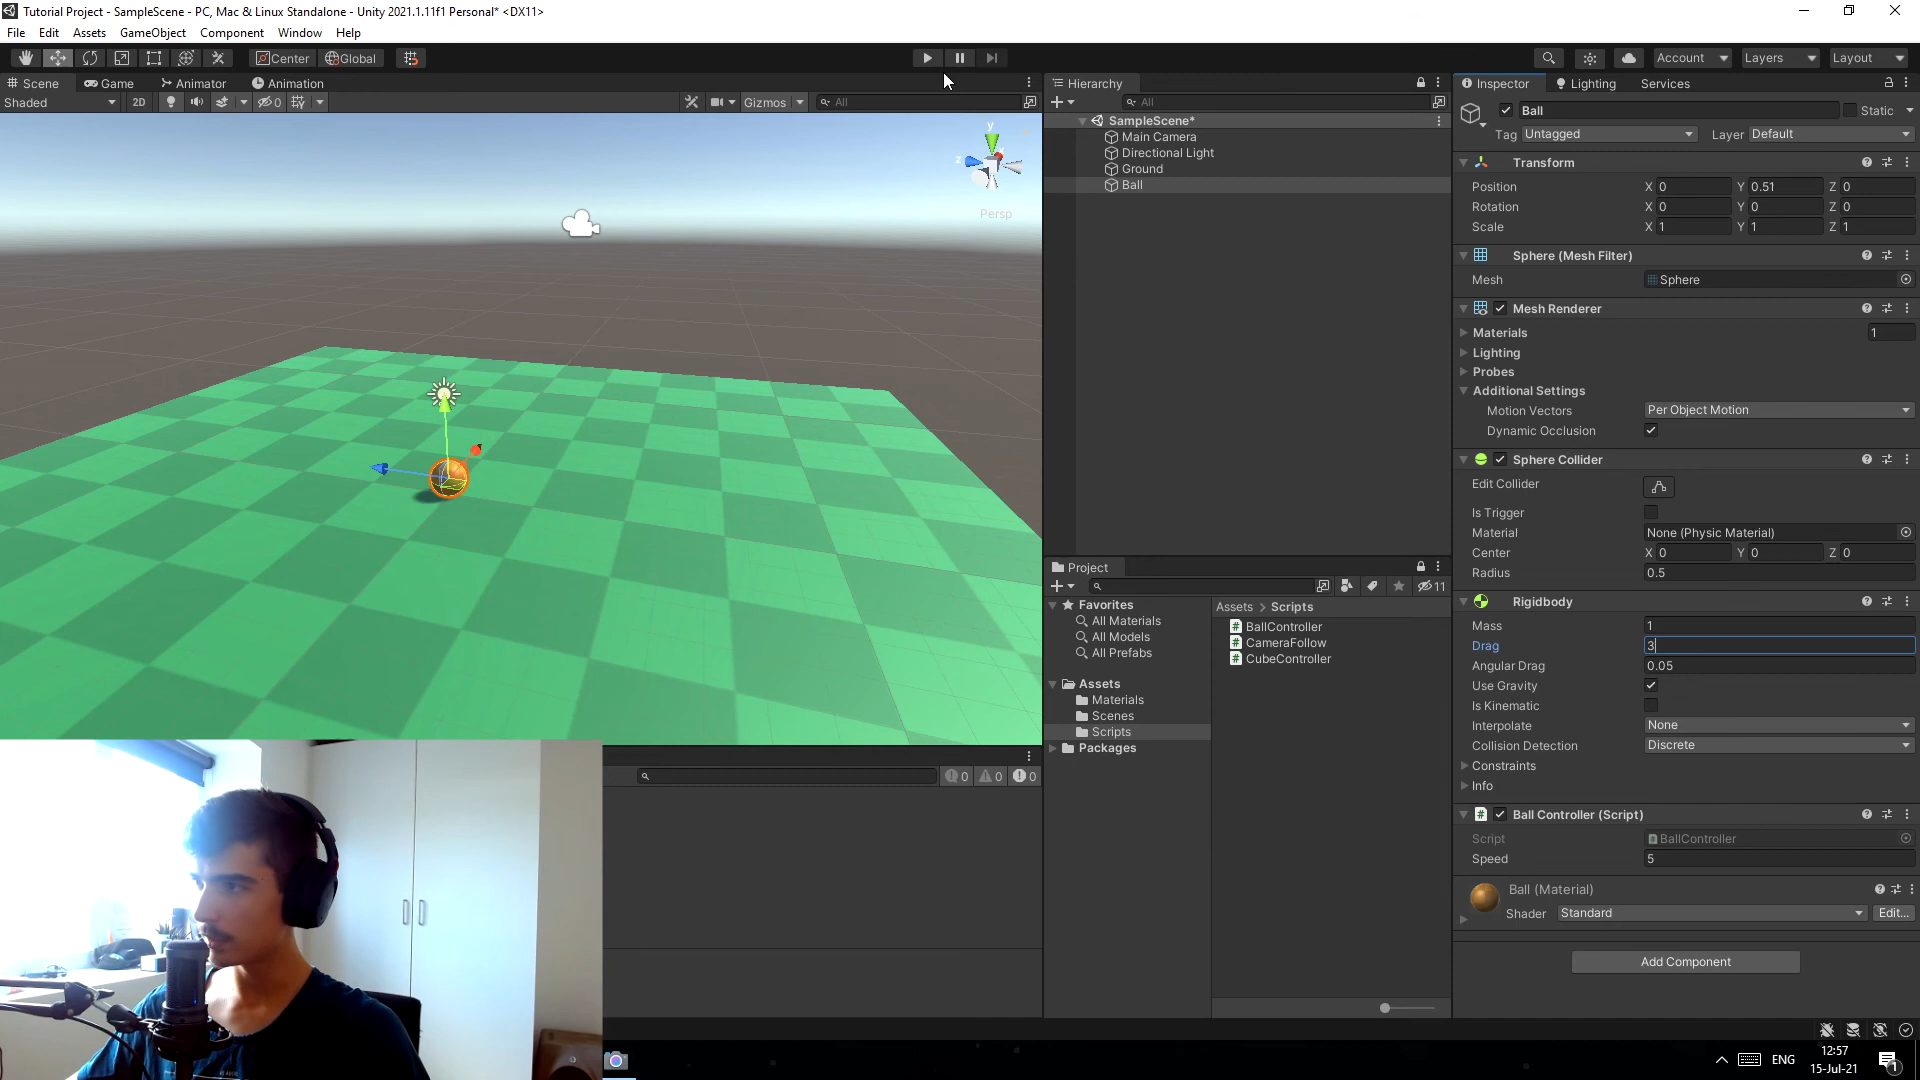 Tutorial Project - SampleScene - PC, Mac & Linux Standalone - Unity 2021.1.11f1 Personal* <DX11>
File Edit Assets GameObject Component Window Help
Center Global Account Layers Layout
Scene Game Animator Animation
Shaded 2D 0 Gizmos All
y
x
z
Persp
Hierarchy
All
SampleScene*
Main Camera
Directional Light
Ground
Ball
Project
11
Favorites
All Materials
All Models
All Prefabs
Assets
Materials
Scenes
Scripts
Packages
Assets > Scripts
BallController
CameraFollow
CubeController
0 0 0
Inspector Lighting Services
Ball Static
Tag Untagged Layer Default
Transform
Position X 0 Y 0.51 Z 0
Rotation X 0 Y 0 Z 0
Scale X 1 Y 1 Z 1
Sphere (Mesh Filter)
Mesh Sphere
Mesh Renderer
Materials 1
Lighting
Probes
Additional Settings
Motion Vectors Per Object Motion
Dynamic Occlusion
Sphere Collider
Edit Collider
Is Trigger
Material None (Physic Material)
Center X 0 Y 0 Z 0
Radius 0.5
Rigidbody
Mass 1
Drag 3
Angular Drag 0.05
Use Gravity
Is Kinematic
Interpolate None
Collision Detection Discrete
Constraints
Info
Ball Controller (Script)
Script BallController
Speed 5
Ball (Material)
Shader Standard Edit...
Add Component
ENG 12:57
15-Jul-21
1